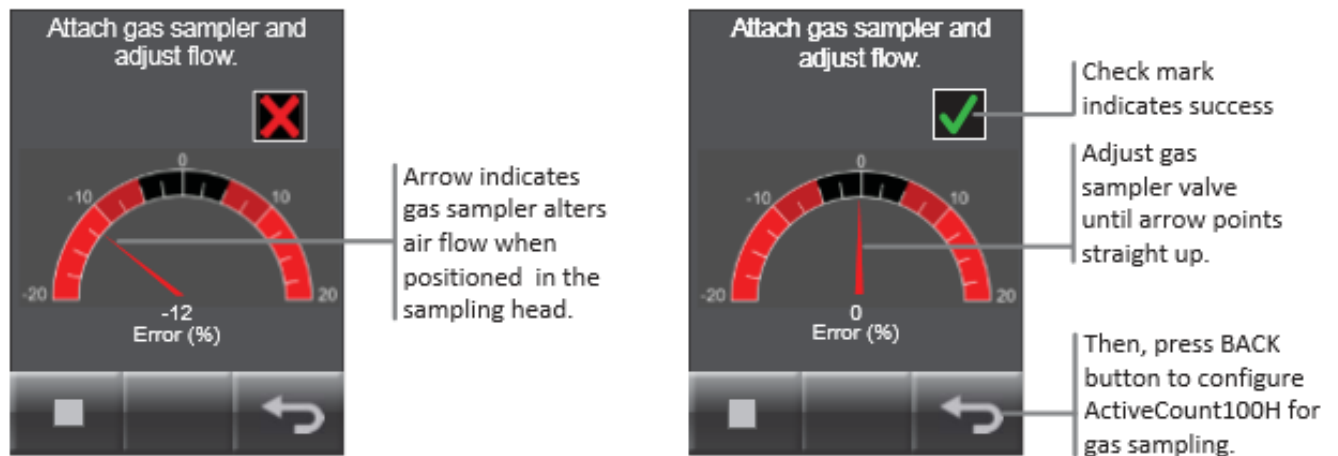 Attach gas sampler and
adjust flow.
0
-10
10
-20
20
-12
Error (%)
Arrow indicates
gas sampler alters
air flow when
positioned in the
sampling head.
Attach gas sampler and
adjust flow.
0
-10
10
-20
20
0
Error (%)
Check mark
indicates success
Adjust gas
sampler valve
until arrow points
straight up.
Then, press BACK
button to configure
ActiveCount100H for
gas sampling.